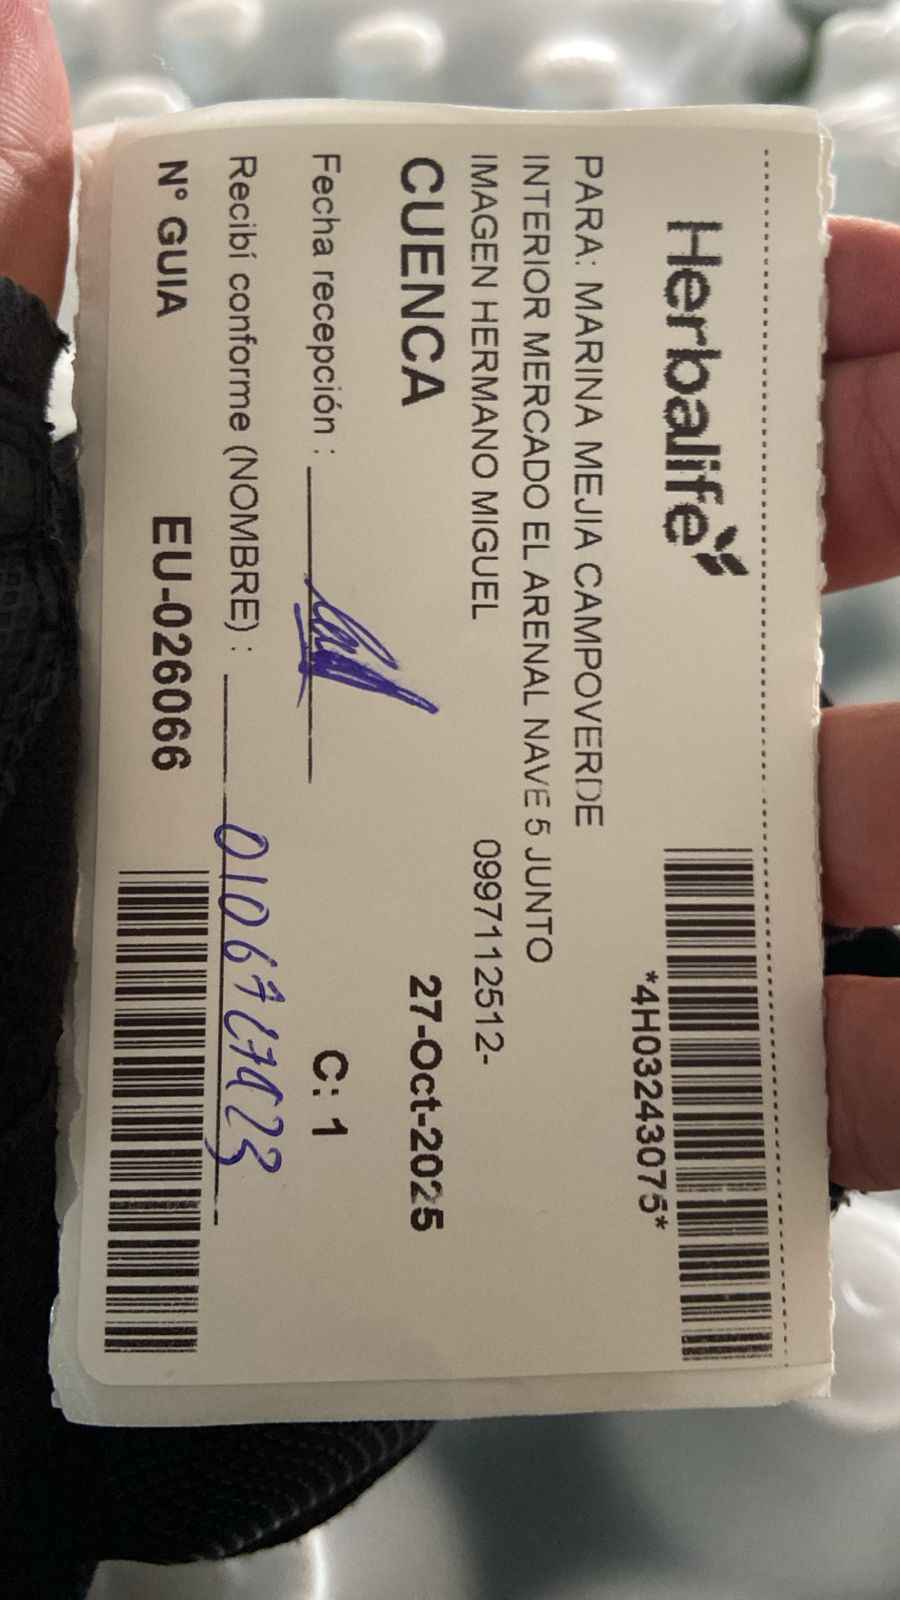 Herbalife
*4H03243075*
PARA: MARINA MEJIA CAMPOVERDE
INTERIOR MERCADO EL ARENAL NAVE 5 JUNTO
IMAGEN HERMANO MIGUEL 0997112512-
CUENCA 27-Oct-2025
Fecha recepción : C: 1
Recibí conforme (NOMBRE) :
N° GUIA EU-026066